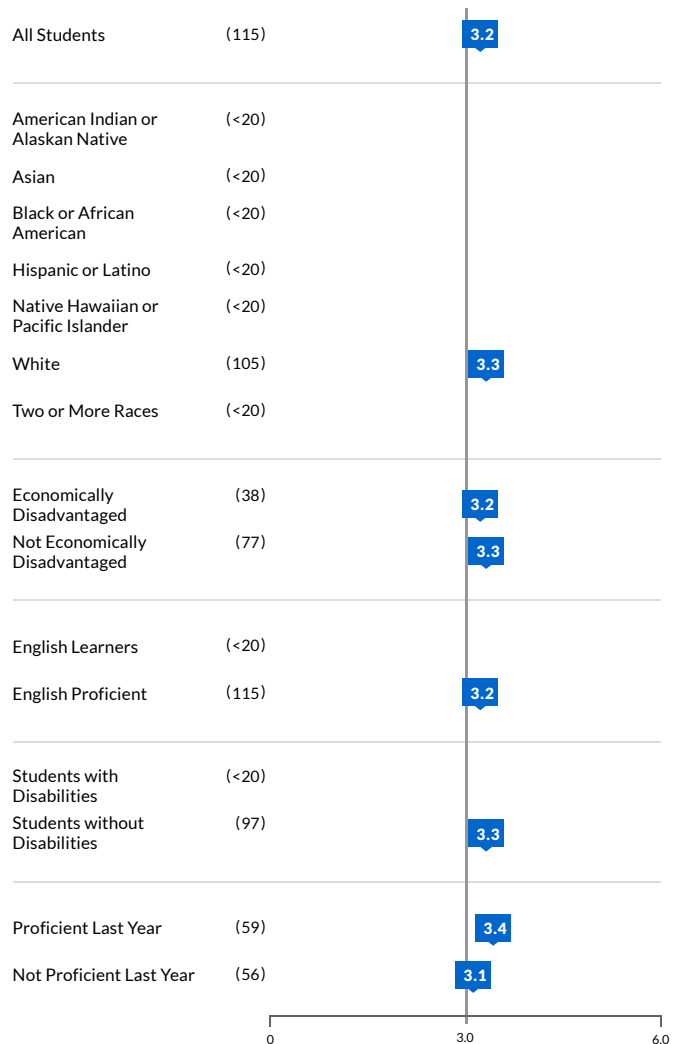 All Students (115) 3.2
American Indian or (<20)
Alaskan Native
Asian (<20)
Black or African (<20)
American
Hispanic or Latino (<20)
Native Hawaiian or (<20)
Pacific Islander
White (105) 3.3
Two or More Races (<20)
Economically (38) 3.2
Disadvantaged
Not Economically (77) 3.3
Disadvantaged
English Learners (<20)
English Proficient (115) 3.2
Students with (<20)
Disabilities
Students without (97) 3.3
Disabilities
Proficient Last Year (59) 3.4
Not Proficient Last Year (56) 3.1
0 3.0 6.0